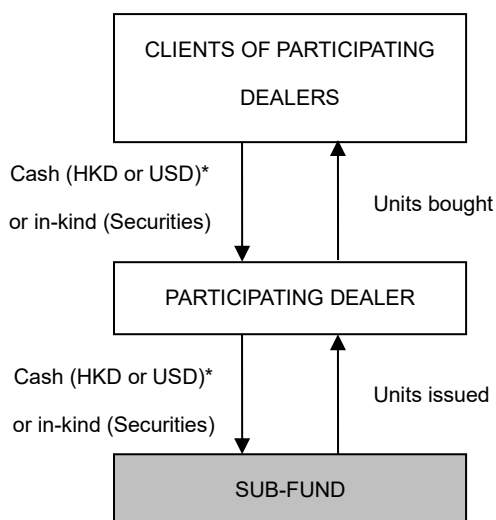 CLIENTS OF PARTICIPATING
DEALERS
Cash (HKD or USD)*
or in-kind (Securities)
Units bought
PARTICIPATING DEALER
Cash (HKD or USD)*
or in-kind (Securities)
Units issued
SUB-FUND